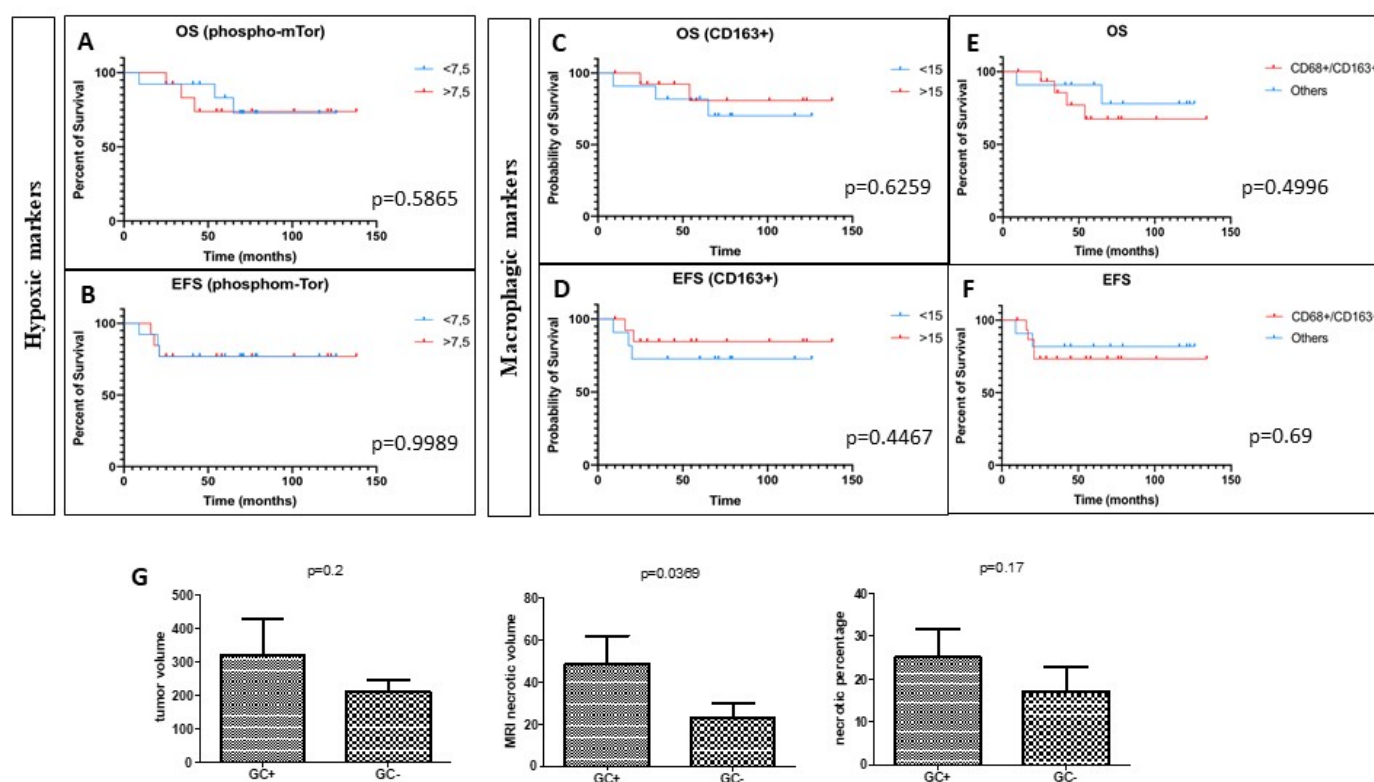 Hypoxic markers
A
OS (phospho-mTor)
Percent of Survival
100
50
0
0 50 100 150
Time (months)
<7,5
>7,5
p=0.5865
B
EFS (phosphom-Tor)
Percent of Survival
100
50
0
0 50 100 150
Time (months)
<7,5
>7,5
p=0.9989
Macrophagic markers
C
OS (CD163+)
Probability of Survival
100
50
0
0 50 100 150
Time
<15
>15
p=0.6259
D
EFS (CD163+)
Probability of Survival
100
50
0
0 50 100 150
Time
<15
>15
p=0.4467
E
OS
Percent of Survival
100
50
0
0 50 100 150
Time (months)
CD68+/CD163+
Others
p=0.4996
F
EFS
Percent of Survival
100
50
0
0 50 100 150
Time (months)
CD68+/CD163+
Others
p=0.69
G
p=0.2
tumor volume
500
400
300
200
100
0
GC+ GC-
p=0.0369
MRI necrotic volume
80
60
40
20
0
GC+ GC-
p=0.17
necrotic percentage
40
30
20
10
0
GC+ GC-